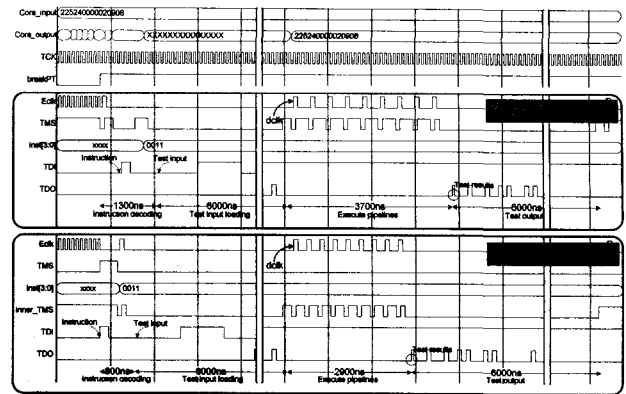 Core_input 225240000020906
Core_output XXXXXXXXXXXXXXX 225240000020906
TCK
breakPT
Eclk
dclk
TMS
inst[3:0] xxxx 0011
Instruction Test input
TDI
TDO Test results
1300ns 6000ns 3700ns 6000ns
Instrucson decoding Test input loading Execute pipelines Test output
Eclk
dclk
TMS
inst[3:0] xxxx 0011
inner_TMS
Instruction Test input
TDI
TDO Test results
800ns 6000ns 2900ns 6000ns
instrucson decoding Test input loading Execute pipelines Test output